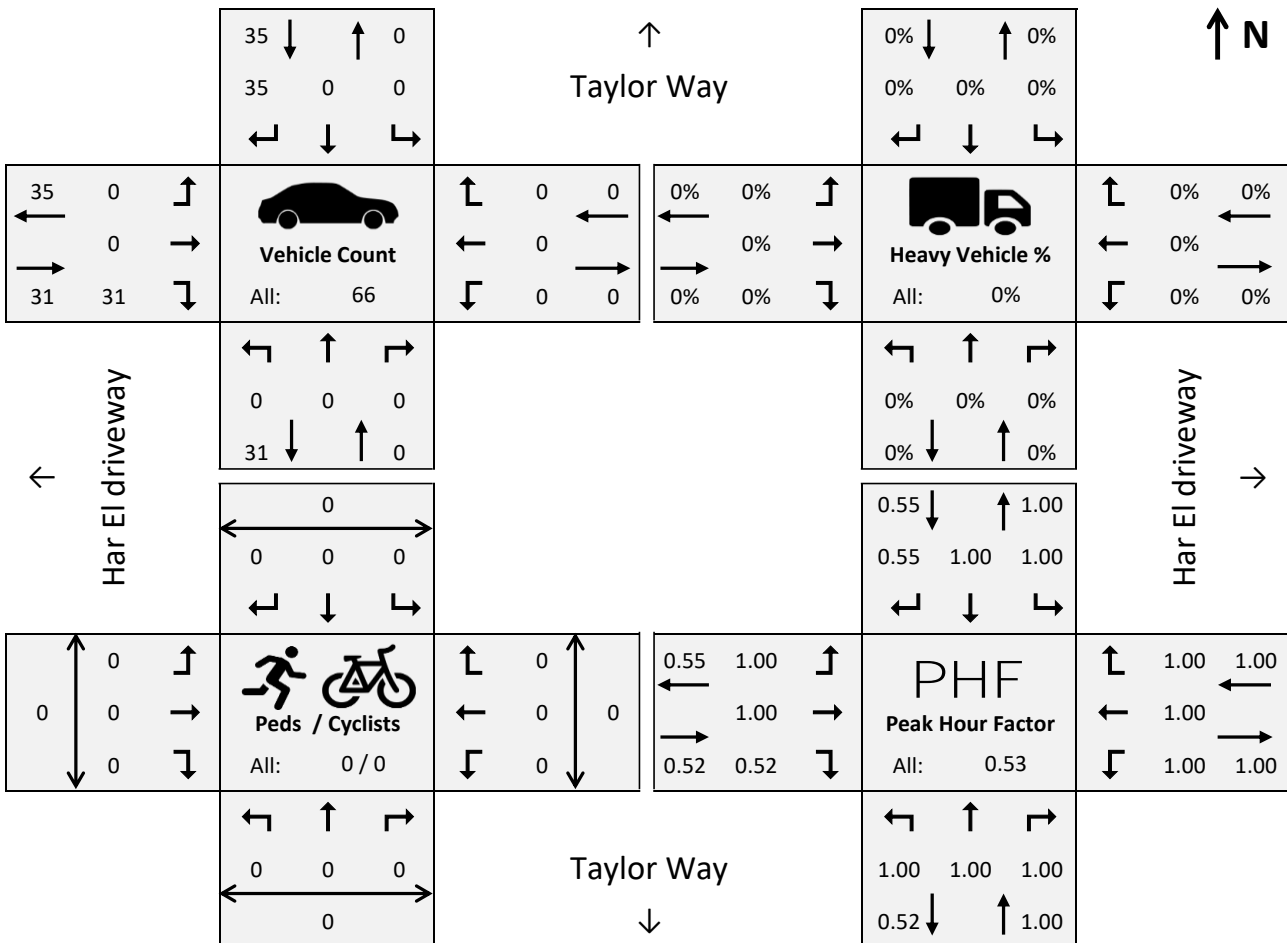 35 0 0% 0% N
Taylor Way
35 0 0 0% 0% 0%
35 0 0 0 0% 0% 0% 0%
0 Vehicle Count 0 0% Heavy Vehicle % 0%
31 31 All: 66 0 0 0% 0% All: 0% 0% 0%
0 0 0 0% 0% 0%
31 0 0% 0%
Har El driveway
Har El driveway
0 0.55 1.00
0 0 0 0.55 1.00 1.00
0 0 0.55 1.00 PHF 1.00 1.00
0 0 Peds / Cyclists 0 0 1.00 Peak Hour Factor 1.00
0 All: 0 / 0 0 0.52 0.52 All: 0.53 1.00 1.00
0 0 0 Taylor Way 1.00 1.00 1.00
0 0.52 1.00